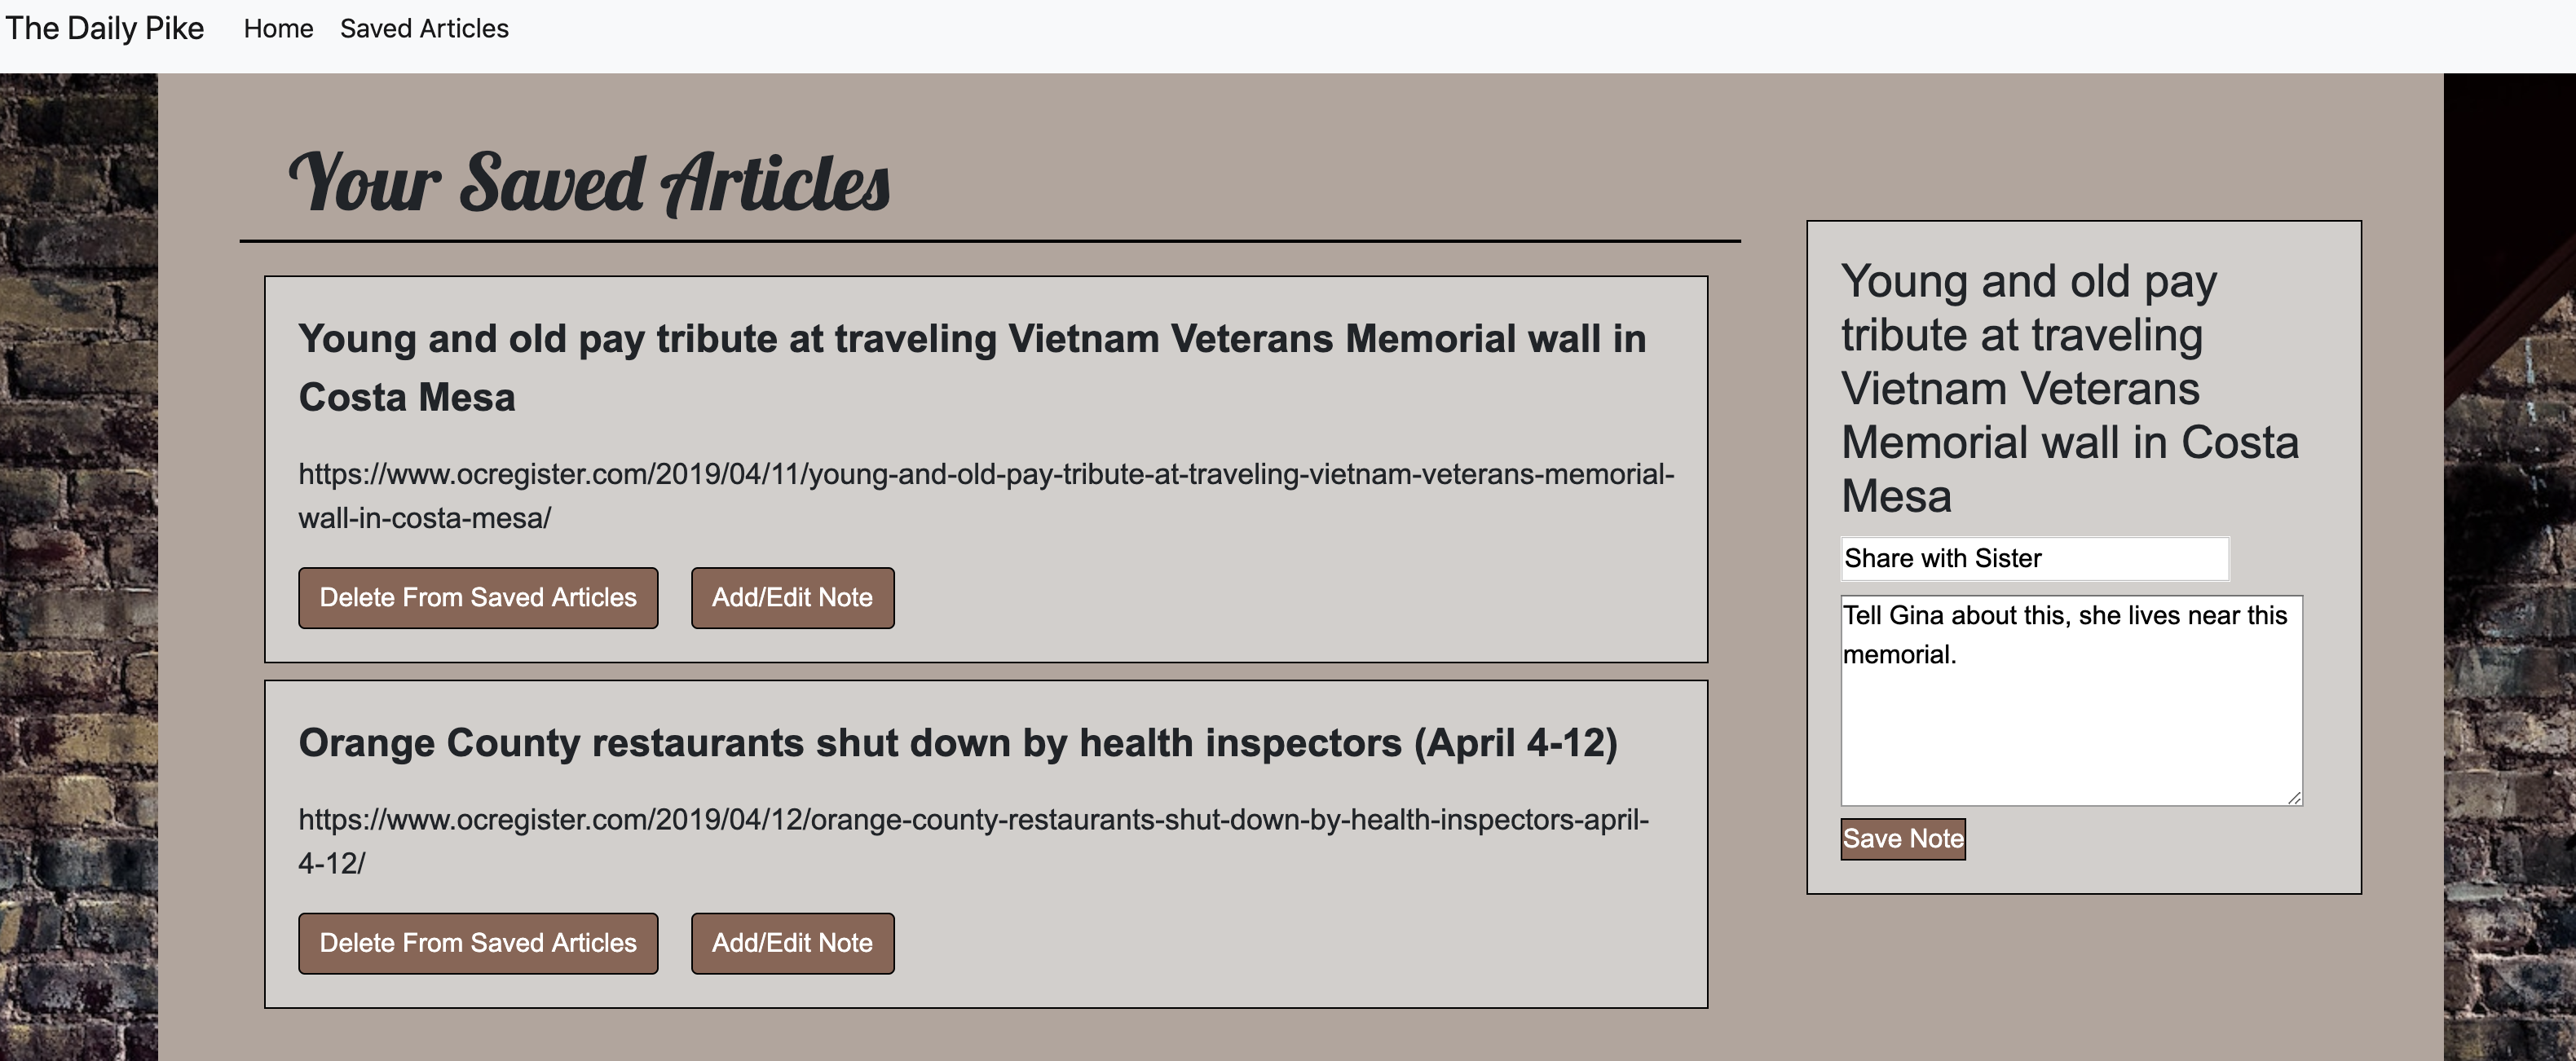 The Daily Pike Home Saved Articles
Your Saved Articles
Young and old pay tribute at traveling Vietnam Veterans Memorial wall in
Costa Mesa
https://www.ocregister.com/2019/04/11/young-and-old-pay-tribute-at-traveling-vietnam-veterans-memorial-
wall-in-costa-mesa/
Delete From Saved Articles Add/Edit Note
Orange County restaurants shut down by health inspectors (April 4-12)
https://www.ocregister.com/2019/04/12/orange-county-restaurants-shut-down-by-health-inspectors-april-
4-12/
Delete From Saved Articles Add/Edit Note
Young and old pay
tribute at traveling
Vietnam Veterans
Memorial wall in Costa
Mesa
Share with Sister
Tell Gina about this, she lives near this
memorial.
Save Note